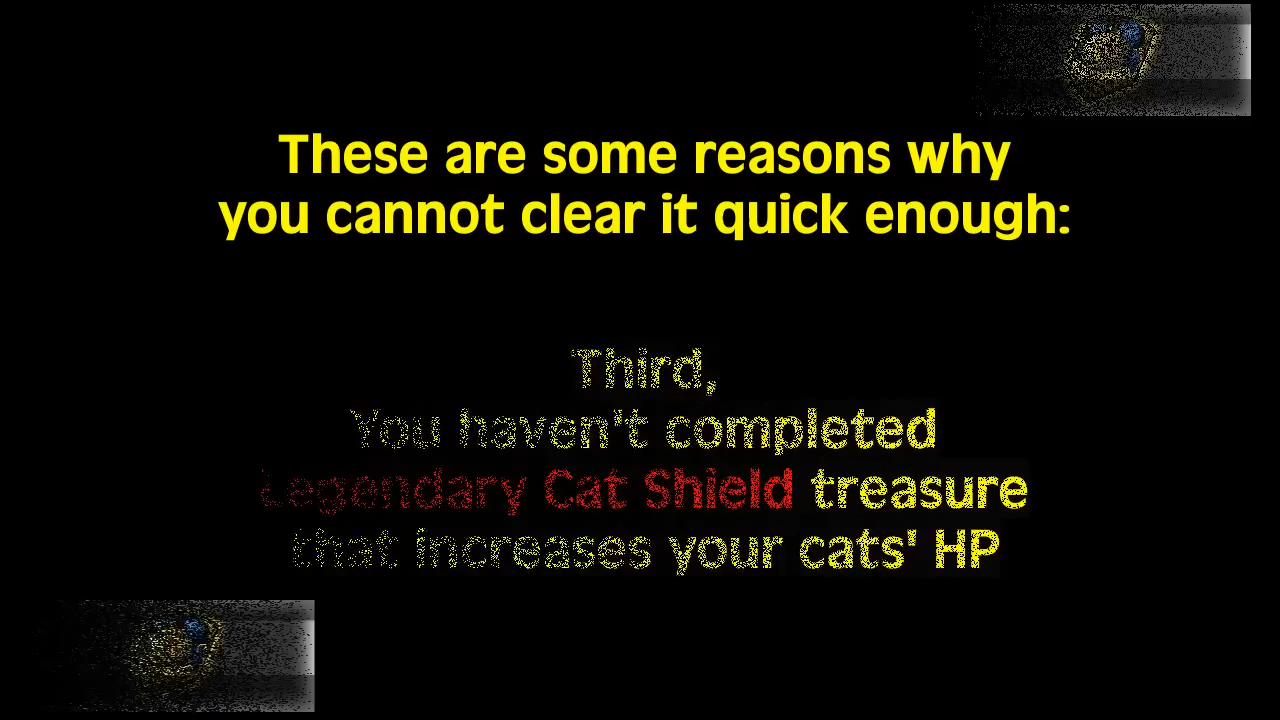 These are some reasons why
you cannot clear it quick enough:
Third,
You haven't completed
Legendary Cat Shield treasure
that increases your cats' HP